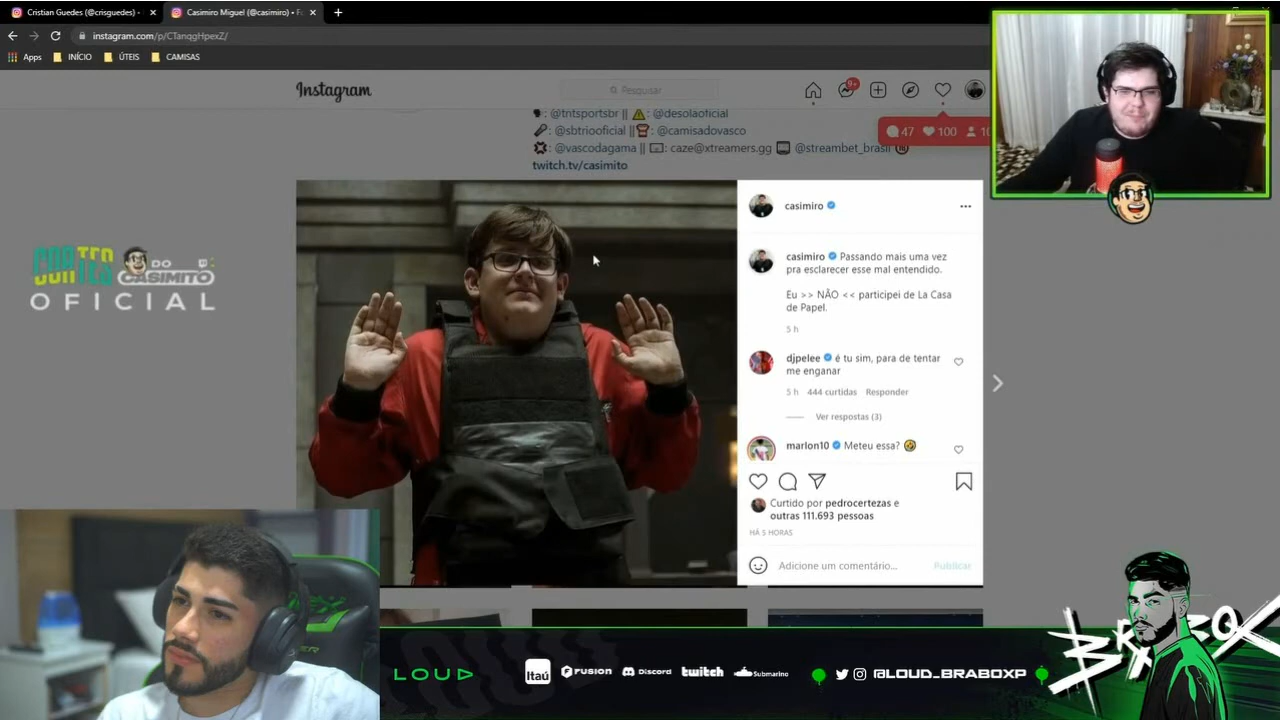 Cristian Guedes (@crisguedes) •
Casimiro Miguel (@casimiro) • Fo
instagram.com/p/CTanqgHpexZ/
Apps
INÍCIO
ÚTEIS
CAMISAS
Instagram
Pesquisar
9+
: @tntsportsbr || : @desolaoficial
: @sbtriooficial || : @camisadovasco
: @vascodagama || : caze@xtreamers.gg @streambet_brasil
twitch.tv/casimito
47 100 10
CORTES
DO
CASIMITO
OFICIAL
casimiro
casimiro Passando mais uma vez
pra esclarecer esse mal entendido.
Eu >> NÃO << participei de La Casa
de Papel.
5 h
djpelee é tu sim, para de tentar
me enganar
5 h 444 curtidas Responder
Ver respostas (3)
marlon10 Meteu essa? 🤣
Curtido por pedrocertezas e
outras 111.693 pessoas
HÁ 5 HORAS
Adicione um comentário...
Publicar
LOUD
Itaú
FUSION
Discord
twitch
Submarino
@LOUD_BRABOXP
BRABOX